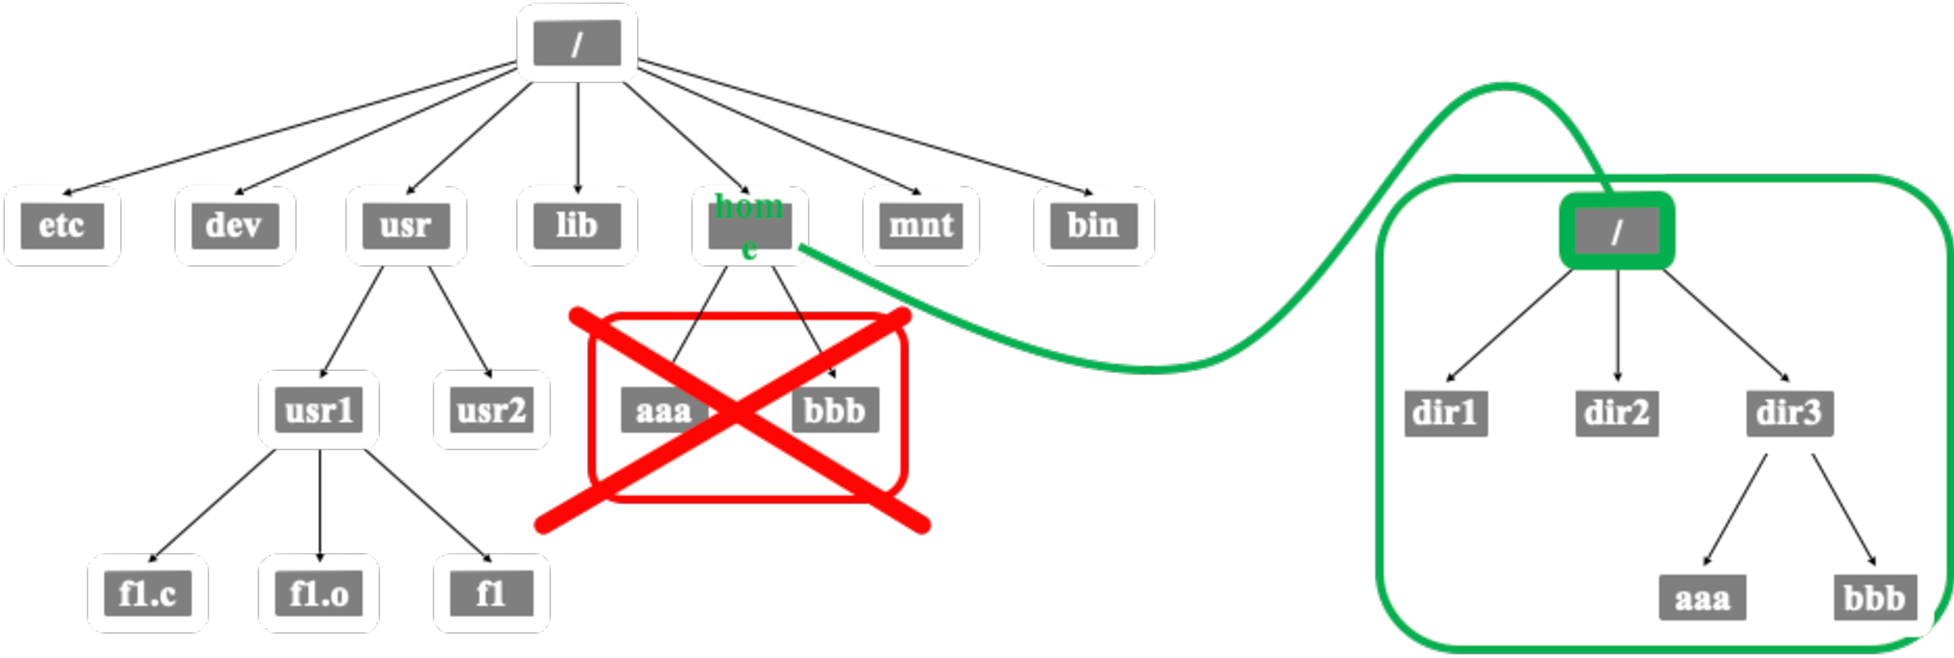 /
etc dev usr lib hom
e mnt bin /
usr1 usr2 aaa bbb dir1 dir2 dir3
f1.c f1.o f1 aaa bbb